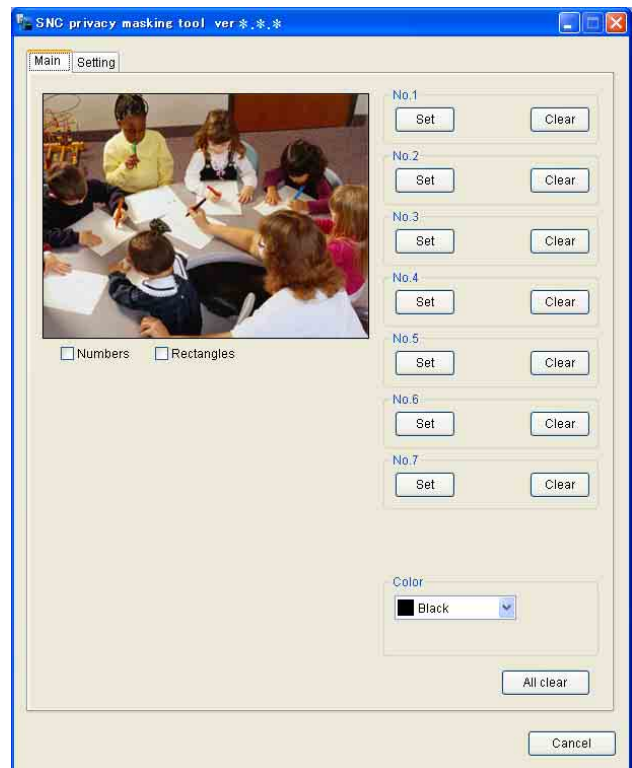 SNC privacy masking tool ver *.*.*
Main Setting
No.1
Set Clear
No.2
Set Clear
No.3
Set Clear
No.4
Set Clear
No.5
Set Clear
No.6
Set Clear
No.7
Set Clear
Numbers Rectangles
Color
Black
All clear
Cancel